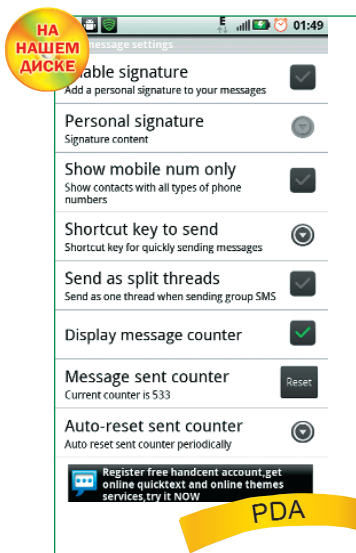 НА
НАШЕМ
ДИСКЕ
E
01:49
message settings
able signature
Add a personal signature to your messages
Personal signature
Signature content
Show mobile num only
Show contacts with all types of phone
numbers
Shortcut key to send
Shortcut key for quickly sending messages
Send as split threads
Send as one thread when sending group SMS
Display message counter
Message sent counter
Current counter is 533
Reset
Auto-reset sent counter
Auto reset sent counter periodically
Register free handcent account,get
online quicktext and online themes
services,try it NOW
PDA